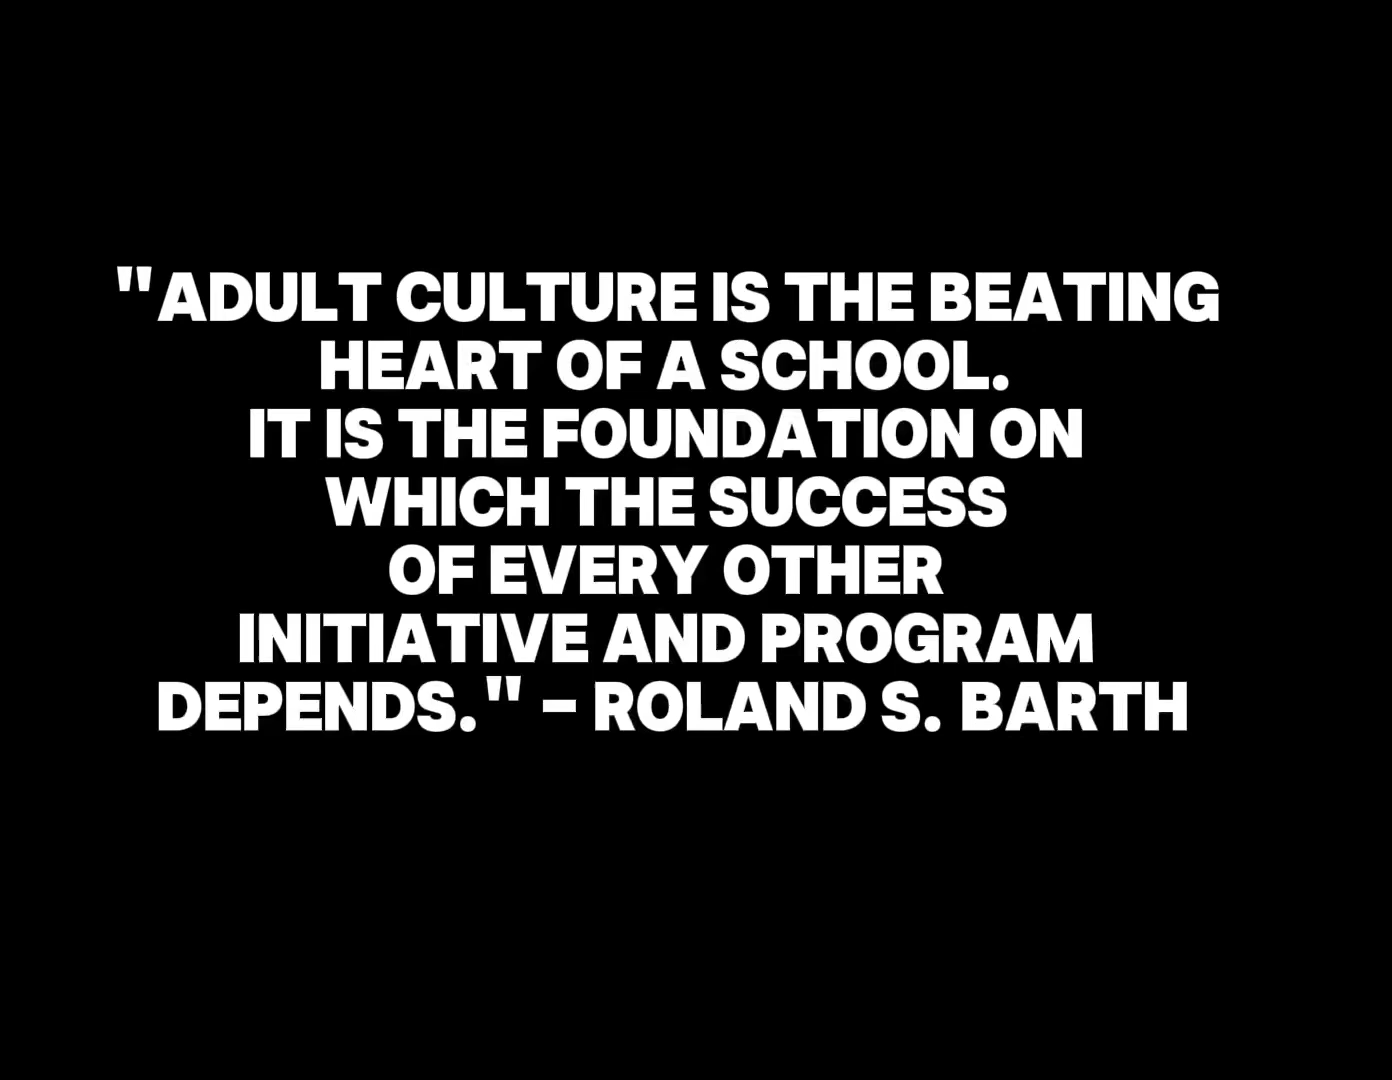 "ADULT CULTURE IS THE BEATING
HEART OF A SCHOOL.
IT IS THE FOUNDATION ON
WHICH THE SUCCESS
OF EVERY OTHER
INITIATIVE AND PROGRAM
DEPENDS." – ROLAND S. BARTH